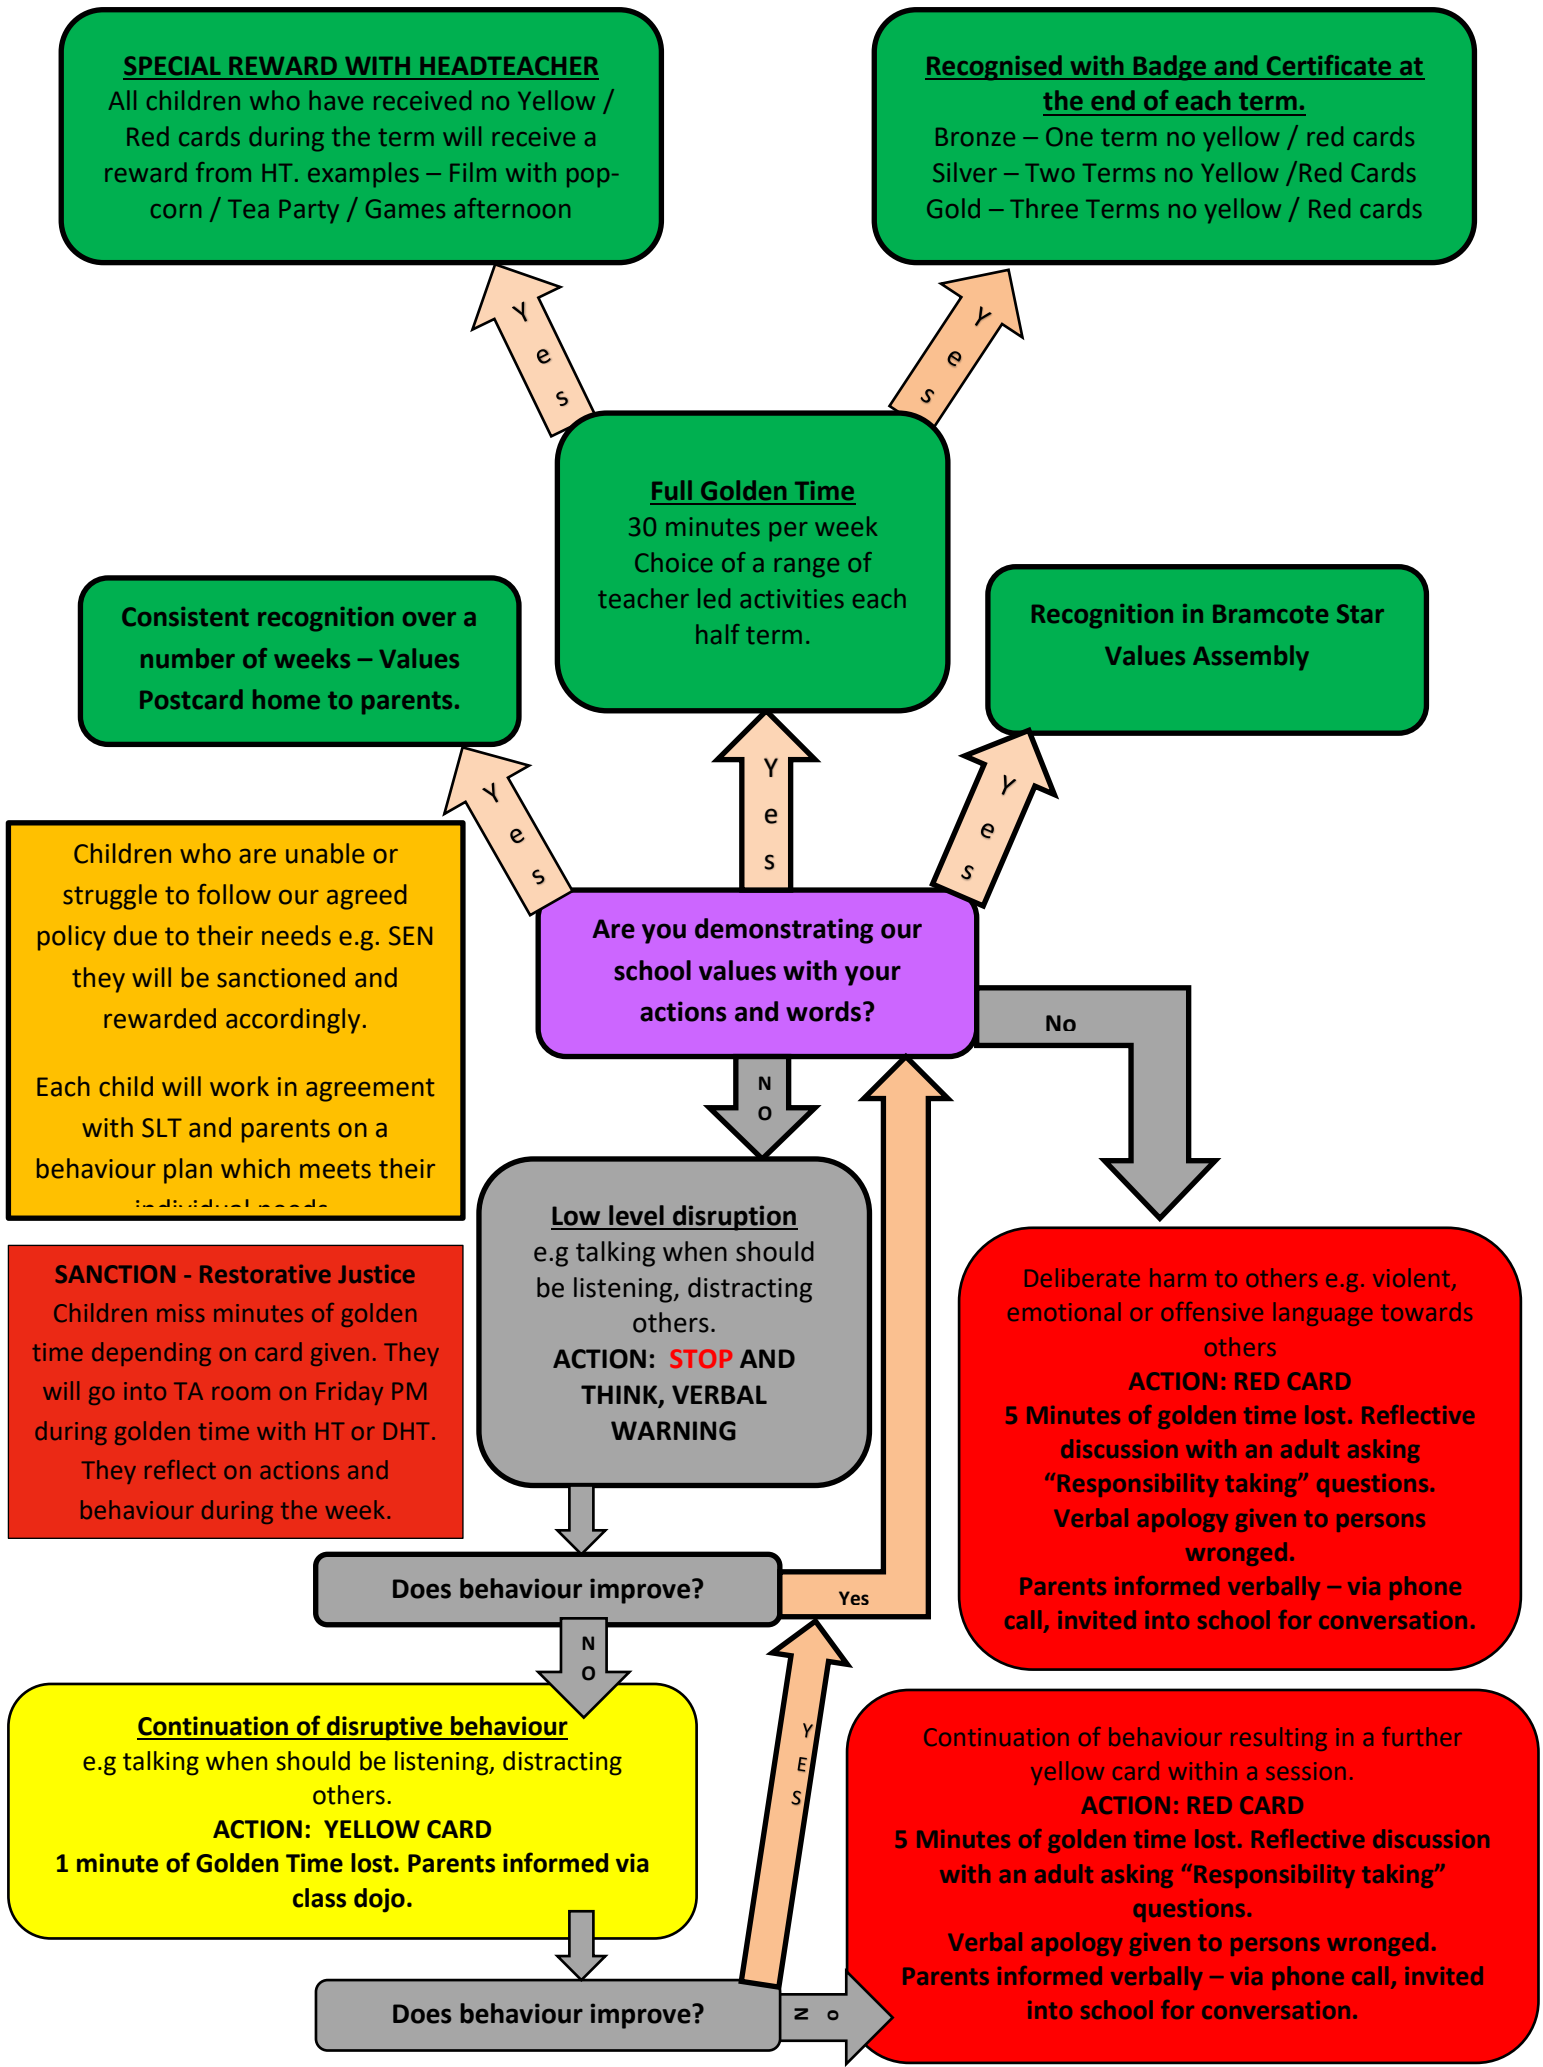 SPECIAL REWARD WITH HEADTEACHER
All children who have received no Yellow /
Red cards during the term will receive a
reward from HT. examples – Film with pop-
corn / Tea Party / Games afternoon
Recognised with Badge and Certificate at
the end of each term.
Bronze – One term no yellow / red cards
Silver – Two Terms no Yellow /Red Cards
Gold – Three Terms no yellow / Red cards
Yes
Yes
Full Golden Time
30 minutes per week
Choice of a range of
teacher led activities each
half term.
Consistent recognition over a
number of weeks – Values
Postcard home to parents.
Recognition in Bramcote Star
Values Assembly
Yes
Yes
Yes
Children who are unable or
struggle to follow our agreed
policy due to their needs e.g. SEN
they will be sanctioned and
rewarded accordingly.
Each child will work in agreement
with SLT and parents on a
behaviour plan which meets their
Are you demonstrating our
school values with your
actions and words?
No
NO
Low level disruption
e.g talking when should
be listening, distracting
others.
ACTION:  STOP AND
THINK, VERBAL
WARNING
SANCTION - Restorative Justice
Children miss minutes of golden
time depending on card given. They
will go into TA room on Friday PM
during golden time with HT or DHT.
They reflect on actions and
behaviour during the week.
Deliberate harm to others e.g. violent,
emotional or offensive language towards
others
ACTION: RED CARD
5 Minutes of golden time lost. Reflective
discussion with an adult asking
“Responsibility taking” questions.
Verbal apology given to persons
wronged.
Parents informed verbally – via phone
call, invited into school for conversation.
Does behaviour improve?
Yes
NO
Continuation of disruptive behaviour
e.g talking when should be listening, distracting
others.
ACTION:  YELLOW CARD
1 minute of Golden Time lost. Parents informed via
class dojo.
YES
Continuation of behaviour resulting in a further
yellow card within a session.
ACTION: RED CARD
5 Minutes of golden time lost. Reflective discussion
with an adult asking “Responsibility taking”
questions.
Verbal apology given to persons wronged.
Parents informed verbally – via phone call, invited
into school for conversation.
Does behaviour improve?
No